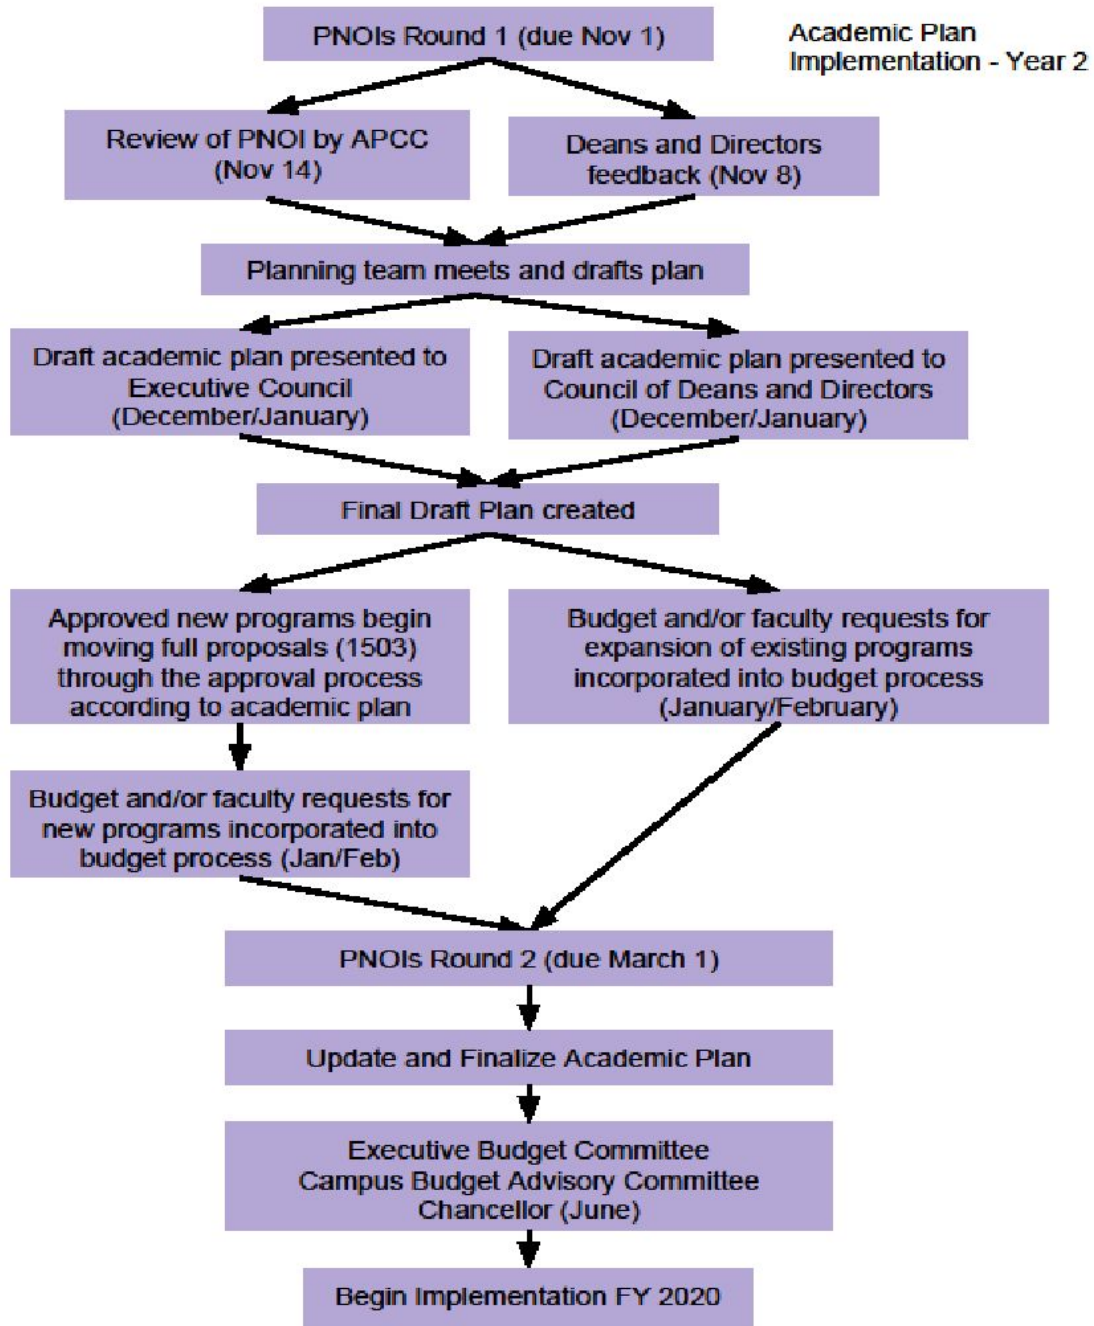 PNOIs Round 1 (due Nov 1)
Academic Plan
Implementation - Year 2
Review of PNOI by APCC
(Nov 14)
Deans and Directors
feedback (Nov 8)
Planning team meets and drafts plan
Draft academic plan presented to
Executive Council
(December/January)
Draft academic plan presented to
Council of Deans and Directors
(December/January)
Final Draft Plan created
Approved new programs begin
moving full proposals (1503)
through the approval process
according to academic plan
Budget and/or faculty requests for
expansion of existing programs
incorporated into budget process
(January/February)
Budget and/or faculty requests for
new programs incorporated into
budget process (Jan/Feb)
PNOIs Round 2 (due March 1)
Update and Finalize Academic Plan
Executive Budget Committee
Campus Budget Advisory Committee
Chancellor (June)
Begin Implementation FY 2020